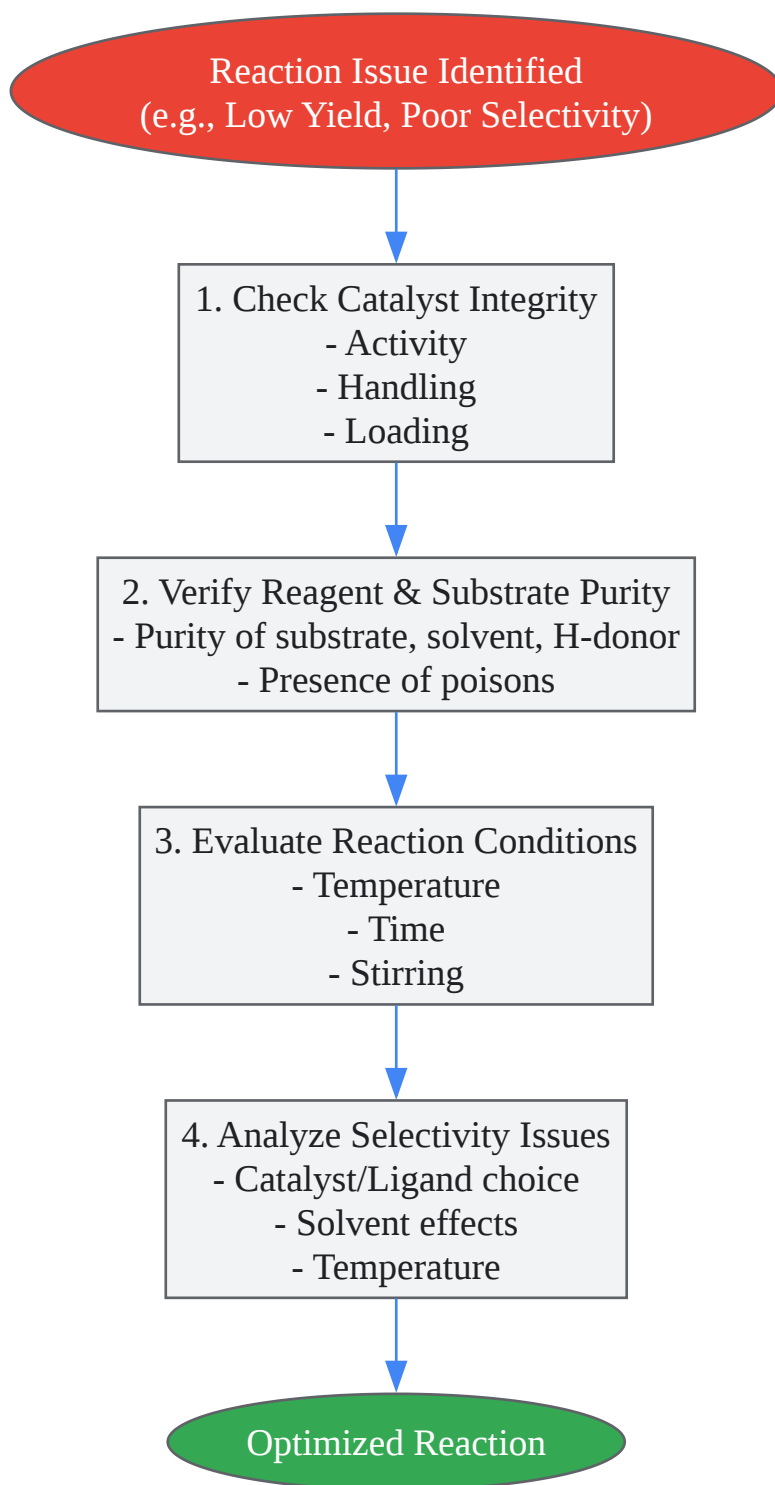 Reaction Issue Identified
(e.g., Low Yield, Poor Selectivity)
1. Check Catalyst Integrity
- Activity
- Handling
- Loading
2. Verify Reagent & Substrate Purity
- Purity of substrate, solvent, H-donor
- Presence of poisons
3. Evaluate Reaction Conditions
- Temperature
- Time
- Stirring
4. Analyze Selectivity Issues
- Catalyst/Ligand choice
- Solvent effects
- Temperature
Optimized Reaction